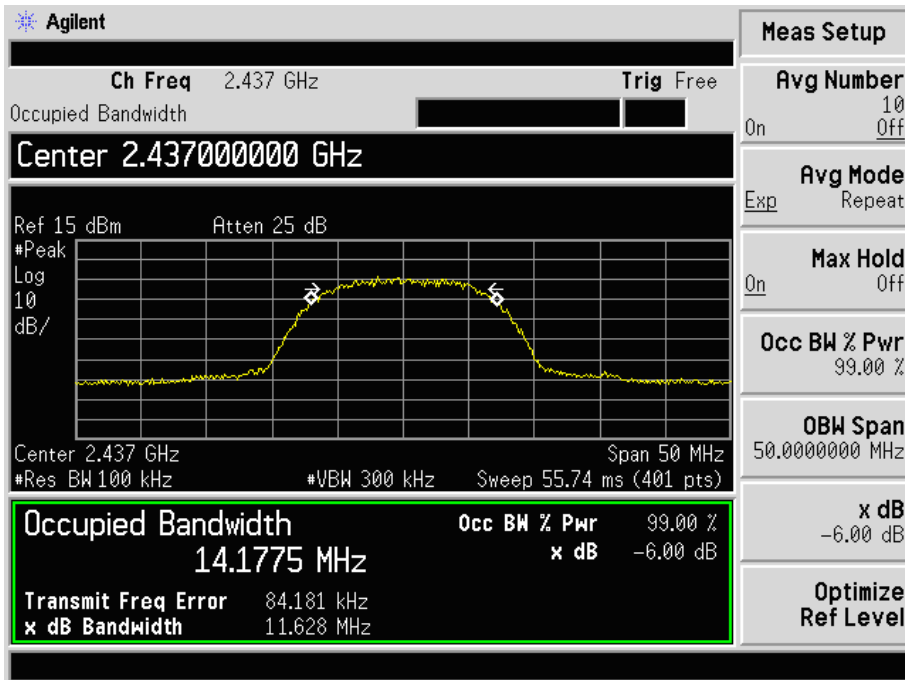 Agilent
Ch Freq 2.437 GHz Trig Free
Occupied Bandwidth
Center 2.437000000 GHz
Ref 15 dBm Atten 25 dB
#Peak
Log
10
dB/
Center 2.437 GHz Span 50 MHz
#Res BW 100 kHz #VBW 300 kHz Sweep 55.74 ms (401 pts)
Occupied Bandwidth Occ BW % Pwr 99.00 %
14.1775 MHz x dB -6.00 dB
Transmit Freq Error 84.181 kHz
x dB Bandwidth 11.628 MHz
Meas Setup
Avg Number
10
On Off
Avg Mode
Exp Repeat
Max Hold
On Off
Occ BW % Pwr
99.00 %
OBW Span
50.0000000 MHz
x dB
-6.00 dB
Optimize
Ref Level